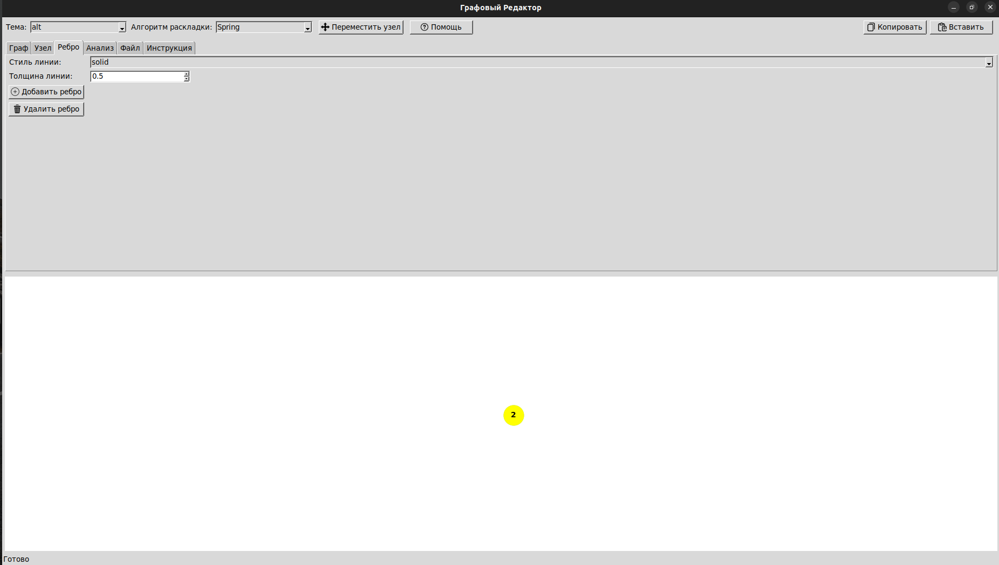 Графовый Редактор
Тема: alt Алгоритм раскладки: Spring Переместить узел Помощь Копировать Вставить
Граф Узел Ребро Анализ Файл Инструкция
Стиль линии: solid
Толщина линии: 0.5
Добавить ребро
Удалить ребро
2
Готово